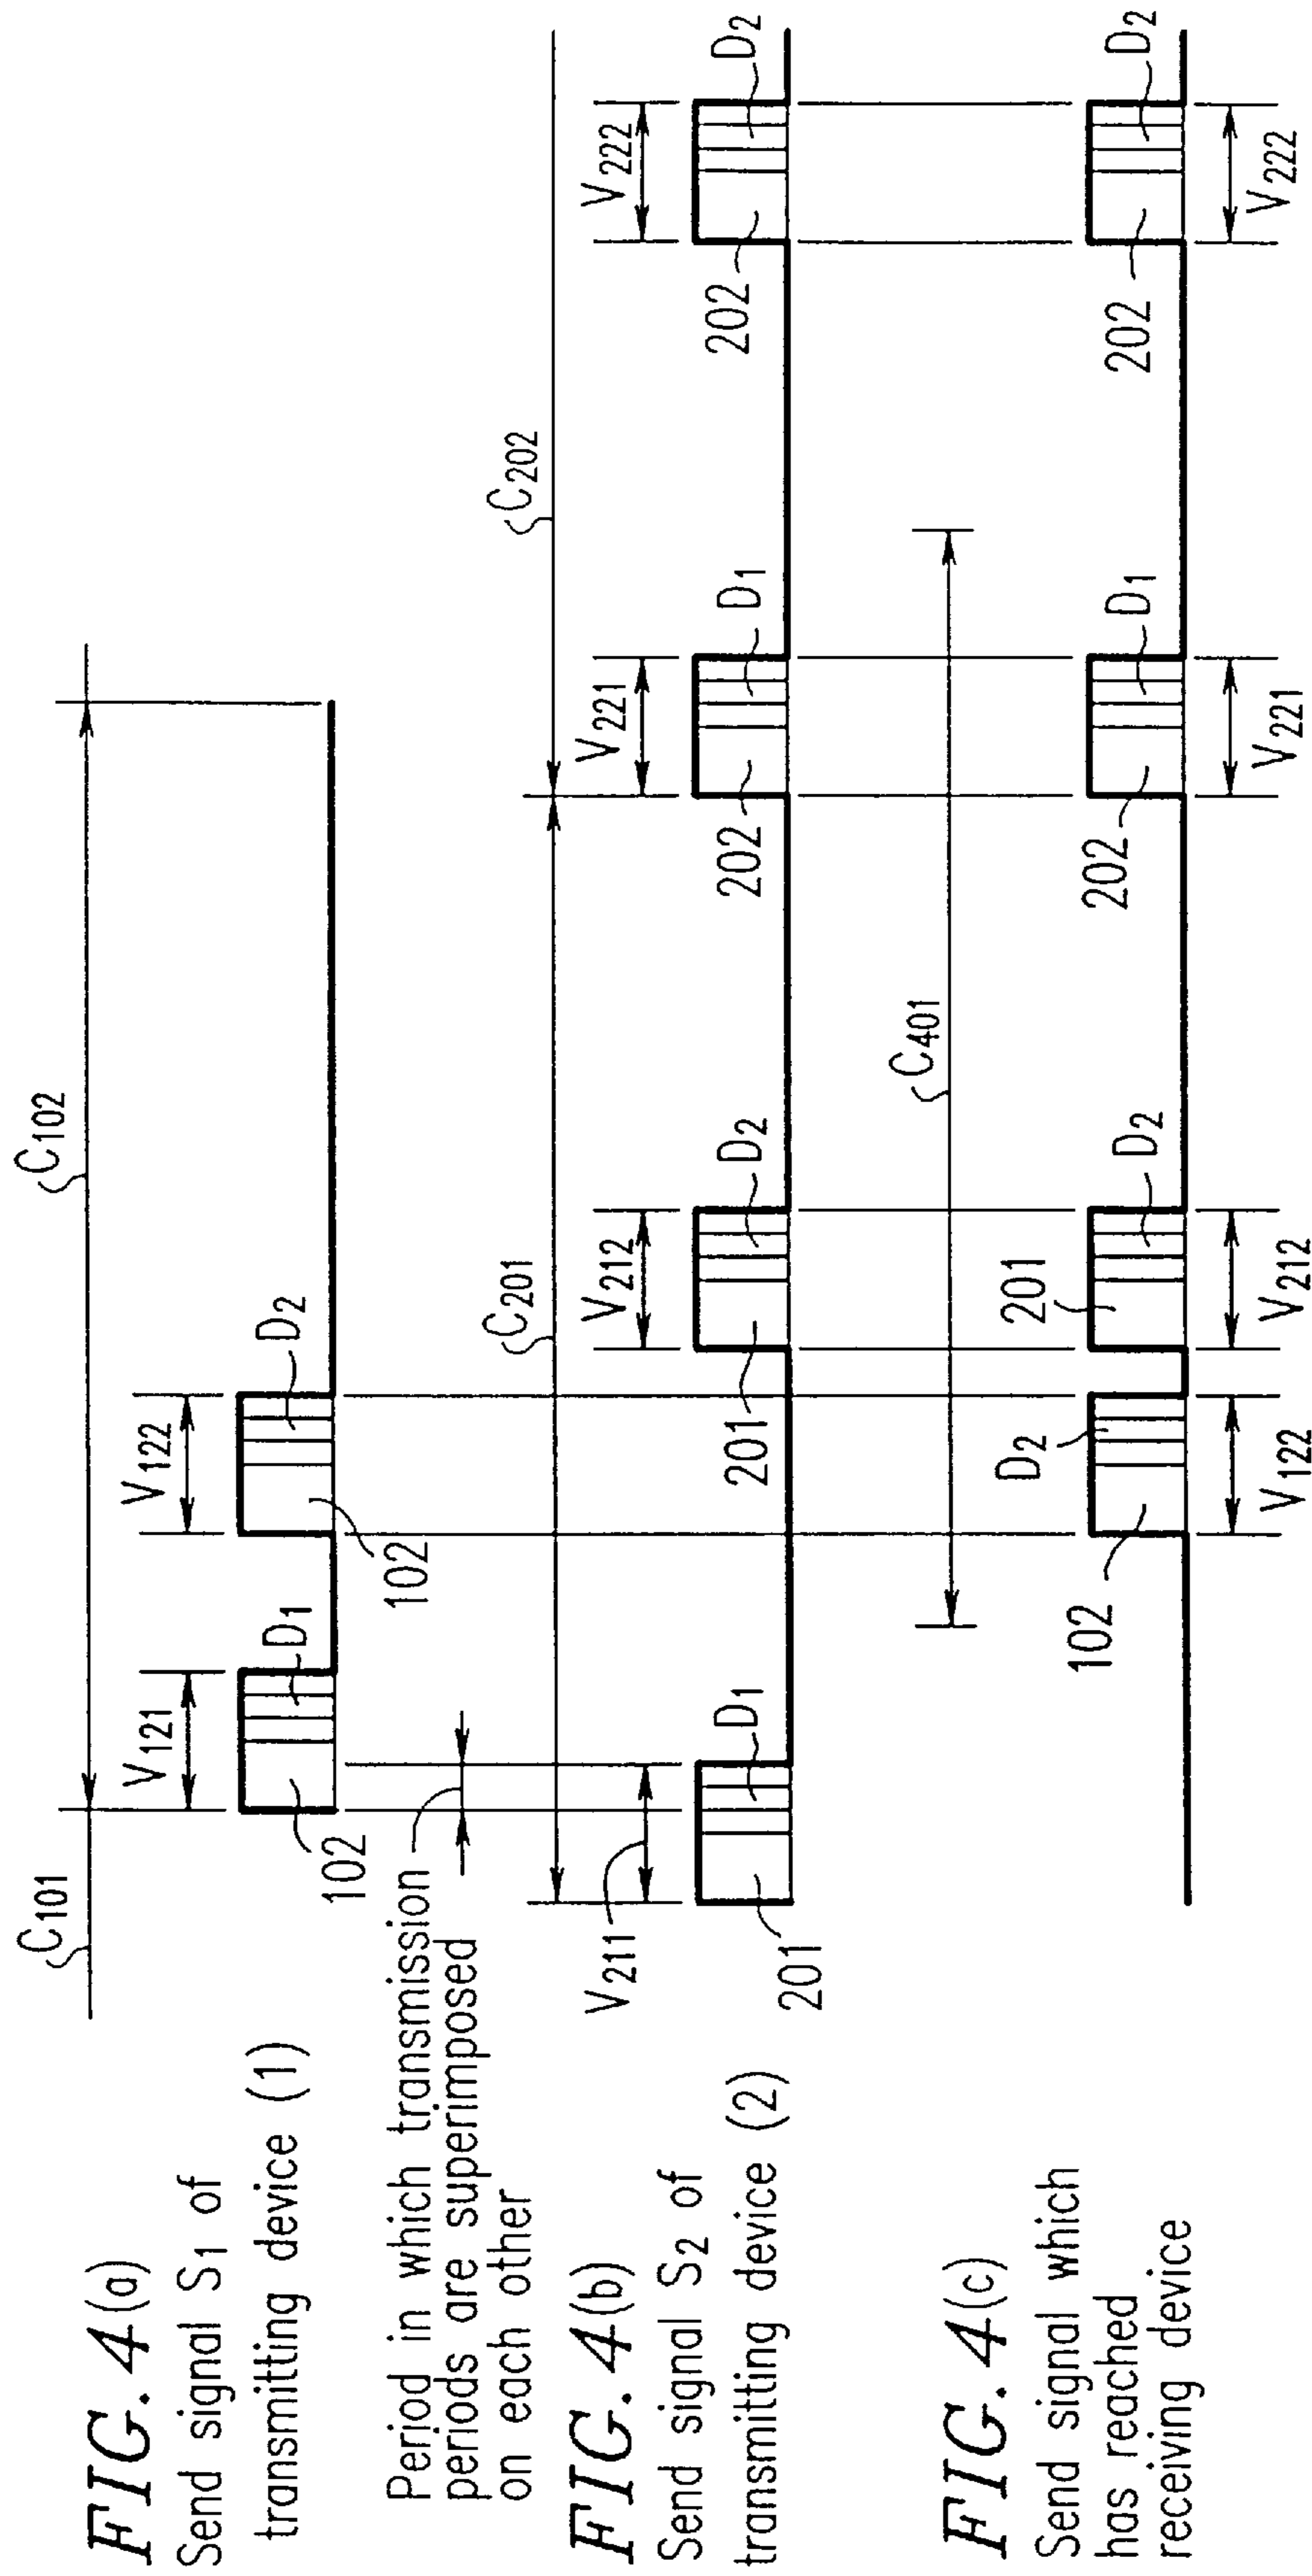 FIG. 4(a)
Send signal S1 of
transmitting device (1)
C101
C102
V121
V122
102
D1
102
D2
Period in which transmission
periods are superimposed
on each other
FIG. 4(b)
Send signal S2 of
transmitting device (2)
C201
C202
V211
V212
V221
V222
201
D1
201
D2
202
D1
202
D2
FIG. 4(c)
Send signal which
has reached
receiving device
C401
102
D2
201
D2
202
D1
202
D2
V122
V212
V221
V222